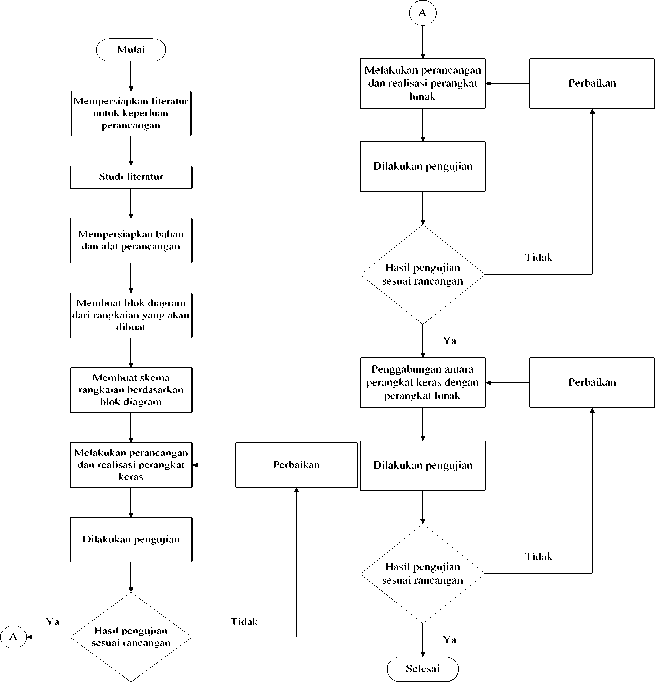 Mulai
Mempersiapkan literatur
untuk keperluan
perancangan
Studi literatur
Mempersiapkan bahan
dan alat perancangan
Membuat blok diagram
dari rangkaian yang akan
dibuat
Membuat skema
rangkaian berdasarkan
blok diagram
Melakukan perancangan
dan realisasi perangkat
keras
Perbaikan
Dilakukan pengujian
Hasil pengujian
sesuai rancangan
Ya
Tidak
A
A
Melakukan perancangan
dan realisasi perangkat
lunak
Perbaikan
Dilakukan pengujian
Hasil pengujian
sesuai rancangan
Tidak
Ya
Penggabungan antara
perangkat keras dengan
perangkat lunak
Perbaikan
Dilakukan pengujian
Hasil pengujian
sesuai rancangan
Tidak
Ya
Selesai